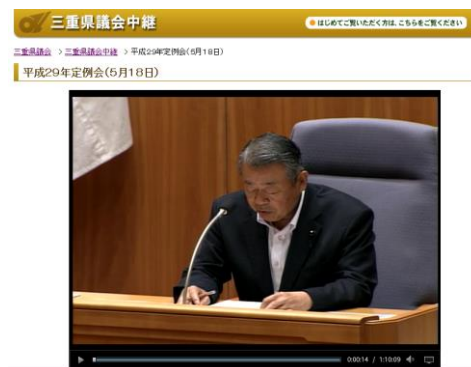 三重県議会中継
はじめてご覧いただく方は、こちらをご覧ください
三重県議会 > 三重県議会中継 > 平成29年定例会(5月18日)
平成29年定例会(5月18日)
0:00:14 / 1:10:09